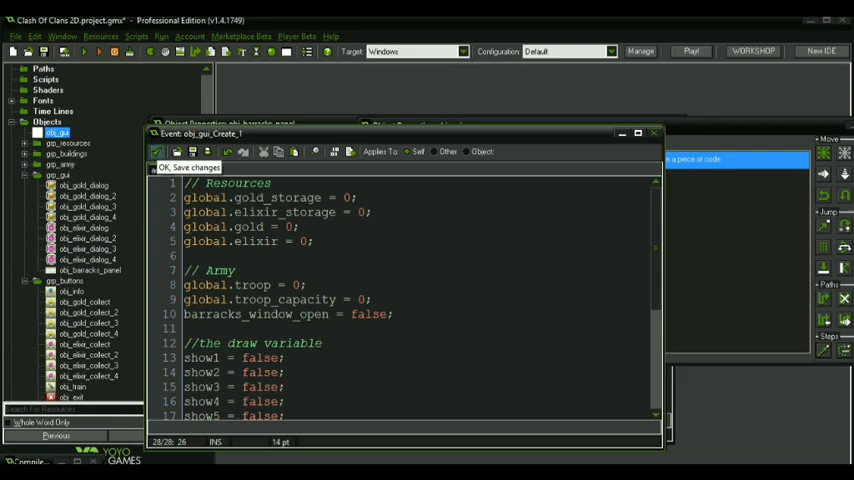 Clash Of Clans 2D.project.gmx* - Professional Edition (v1.4.1749)
File Edit Window Resources Scripts Run Account Marketplace Beta Player Beta Help
Target: Windows Configuration: Default Manage Play! WORKSHOP New IDE
Paths
Scripts
Shaders
Fonts
Time Lines
Objects
obj_gui
grp_resources
grp_buildings
grp_army
grp_gui
obj_gold_dialog
obj_gold_dialog_2
obj_gold_dialog_3
obj_gold_dialog_4
obj_elixir_dialog
obj_elixir_dialog_2
obj_elixir_dialog_3
obj_elixir_dialog_4
obj_barracks_panel
grp_buttons
obj_info
obj_gold_collect
obj_gold_collect_2
obj_gold_collect_3
obj_gold_collect_4
obj_elixir_collect
obj_elixir_collect_2
obj_elixir_collect_3
obj_elixir_collect_4
obj_train
obj_exit
Search For Resources
Whole Word Only
Previous
YOYO
GAMES
Compile...
Object Properties: obj_barracks_panel
Event: obj_gui_Create_1
Applies To: Self Other Object:
OK, Save changes
1 // Resources
2 global.gold_storage = 0;
3 global.elixir_storage = 0;
4 global.gold = 0;
5 global.elixir = 0;
6
7 // Army
8 global.troop = 0;
9 global.troop_capacity = 0;
10 barracks_window_open = false;
11
12 //the draw variable
13 show1 = false;
14 show2 = false;
15 show3 = false;
16 show4 = false;
17 show5 = false;
28/28: 26 INS 14 pt
a piece of code
Move
Jump
Paths
Steps